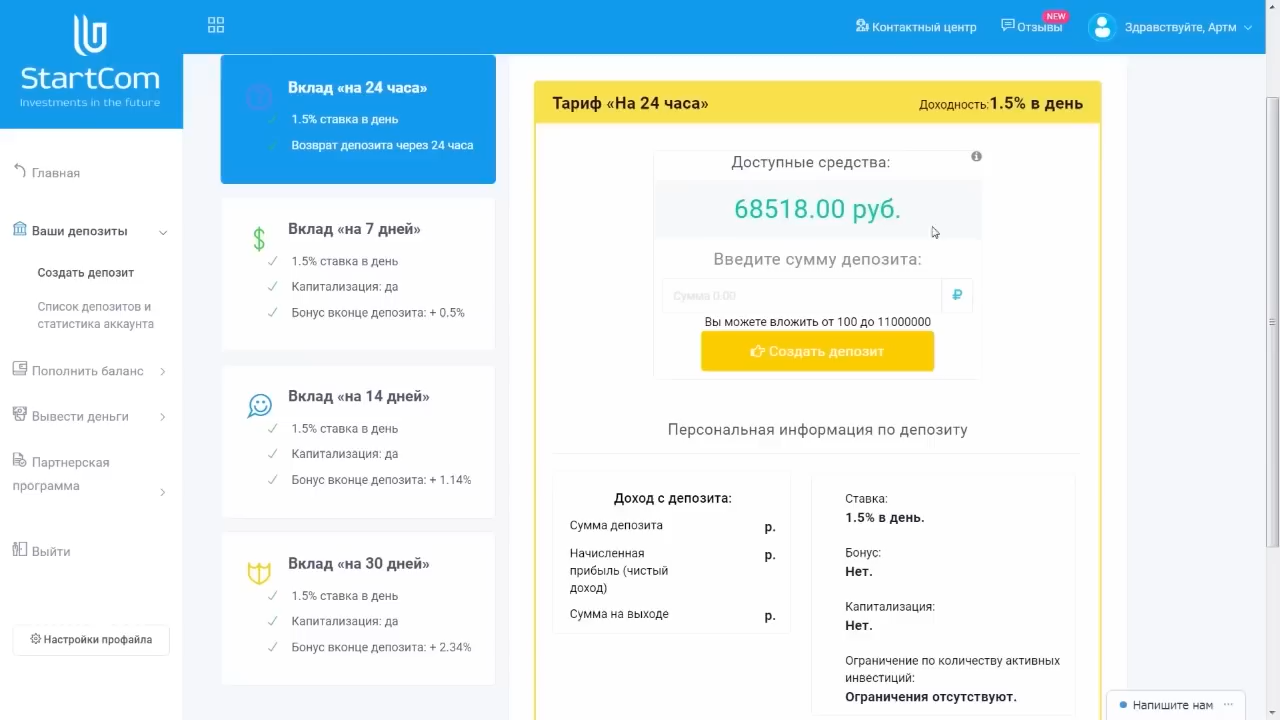 StartCom
Investments in the future
Контактный центр
Отзывы
NEW
Здравствуйте, Артм
Главная
Ваши депозиты
Создать депозит
Список депозитов и
статистика аккаунта
Пополнить баланс
Вывести деньги
Партнерская
программа
Выйти
Настройки профиля
Вклад «на 24 часа»
1.5% ставка в день
Возврат депозита через 24 часа
Вклад «на 7 дней»
1.5% ставка в день
Капитализация: да
Бонус вконце депозита: + 0.5%
Вклад «на 14 дней»
1.5% ставка в день
Капитализация: да
Бонус вконце депозита: + 1.14%
Вклад «на 30 дней»
1.5% ставка в день
Капитализация: да
Бонус вконце депозита: + 2.34%
Тариф «На 24 часа»
Доходность:1.5% в день
Доступные средства:
68518.00 руб.
Введите сумму депозита:
Сумма 0.00
₽
Вы можете вложить от 100 до 11000000
Создать депозит
Персональная информация по депозиту
Доход с депозита:
Сумма депозита р.
Начисленная р.
прибыль (чистый
доход)
Сумма на выходе р.
Ставка:
1.5% в день.
Бонус:
Нет.
Капитализация:
Нет.
Ограничение по количеству активных
инвестиций:
Ограничения отсутствуют.
Напишите нам